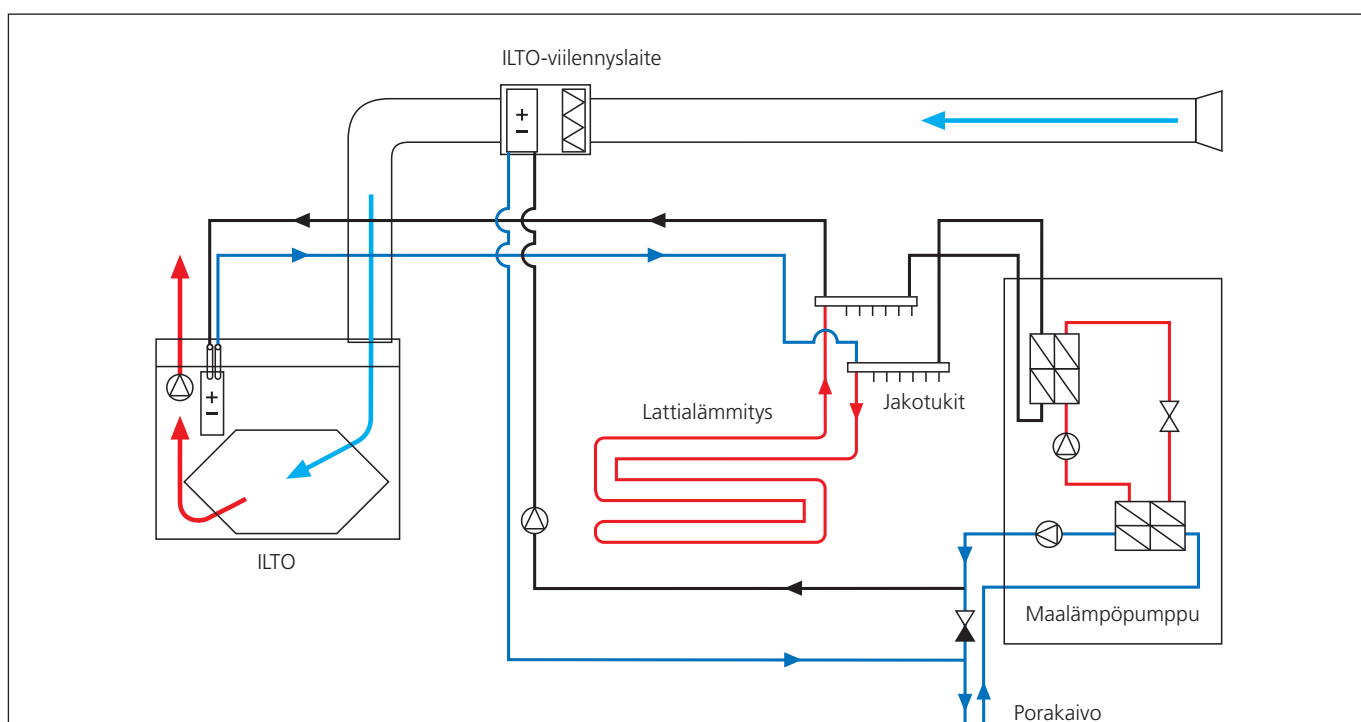 ILTO-viilennyslaite
Lattialämmitys
Jakotukit
ILTO
Maalämpöpumppu
Porakaivo